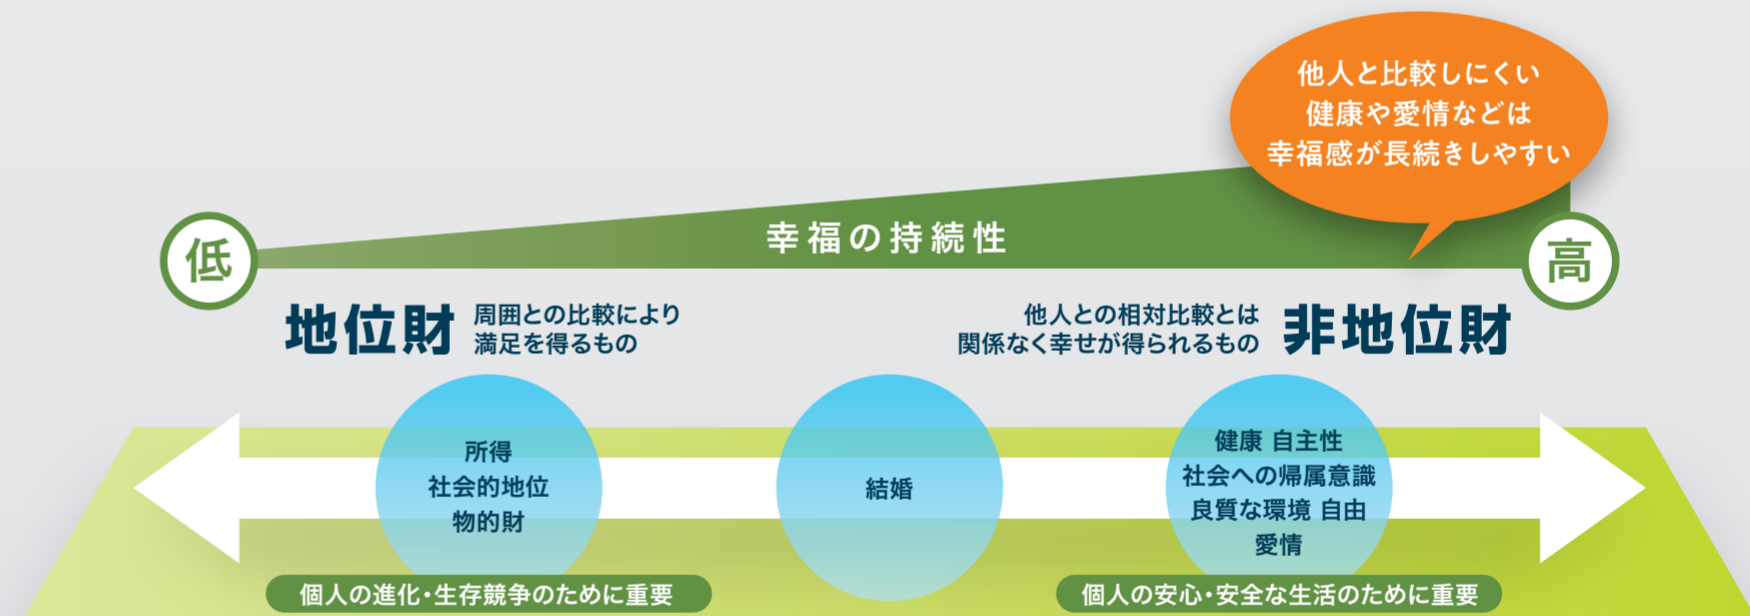 他人と比較しにくい
健康や愛情などは
幸福感が長続きしやすい
幸福の持続性
低
高
地位財
周囲との比較により
満足を得るもの
他人との相対比較とは
関係なく幸せが得られるもの
非地位財
所得
社会的地位
物的財
結婚
健康 自主性
社会への帰属意識
良質な環境 自由
愛情
個人の進化・生存競争のために重要
個人の安心・安全な生活のために重要